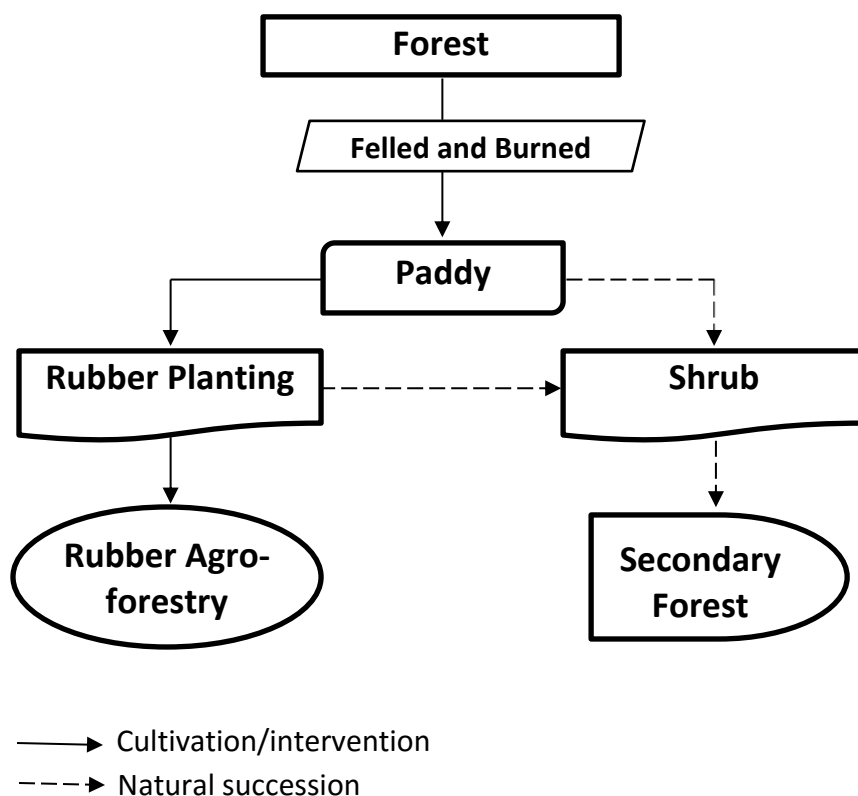 Forest
Felled and Burned
Paddy
Rubber Planting
Shrub
Rubber Agro-
forestry
Secondary
Forest
Cultivation/intervention
Natural succession